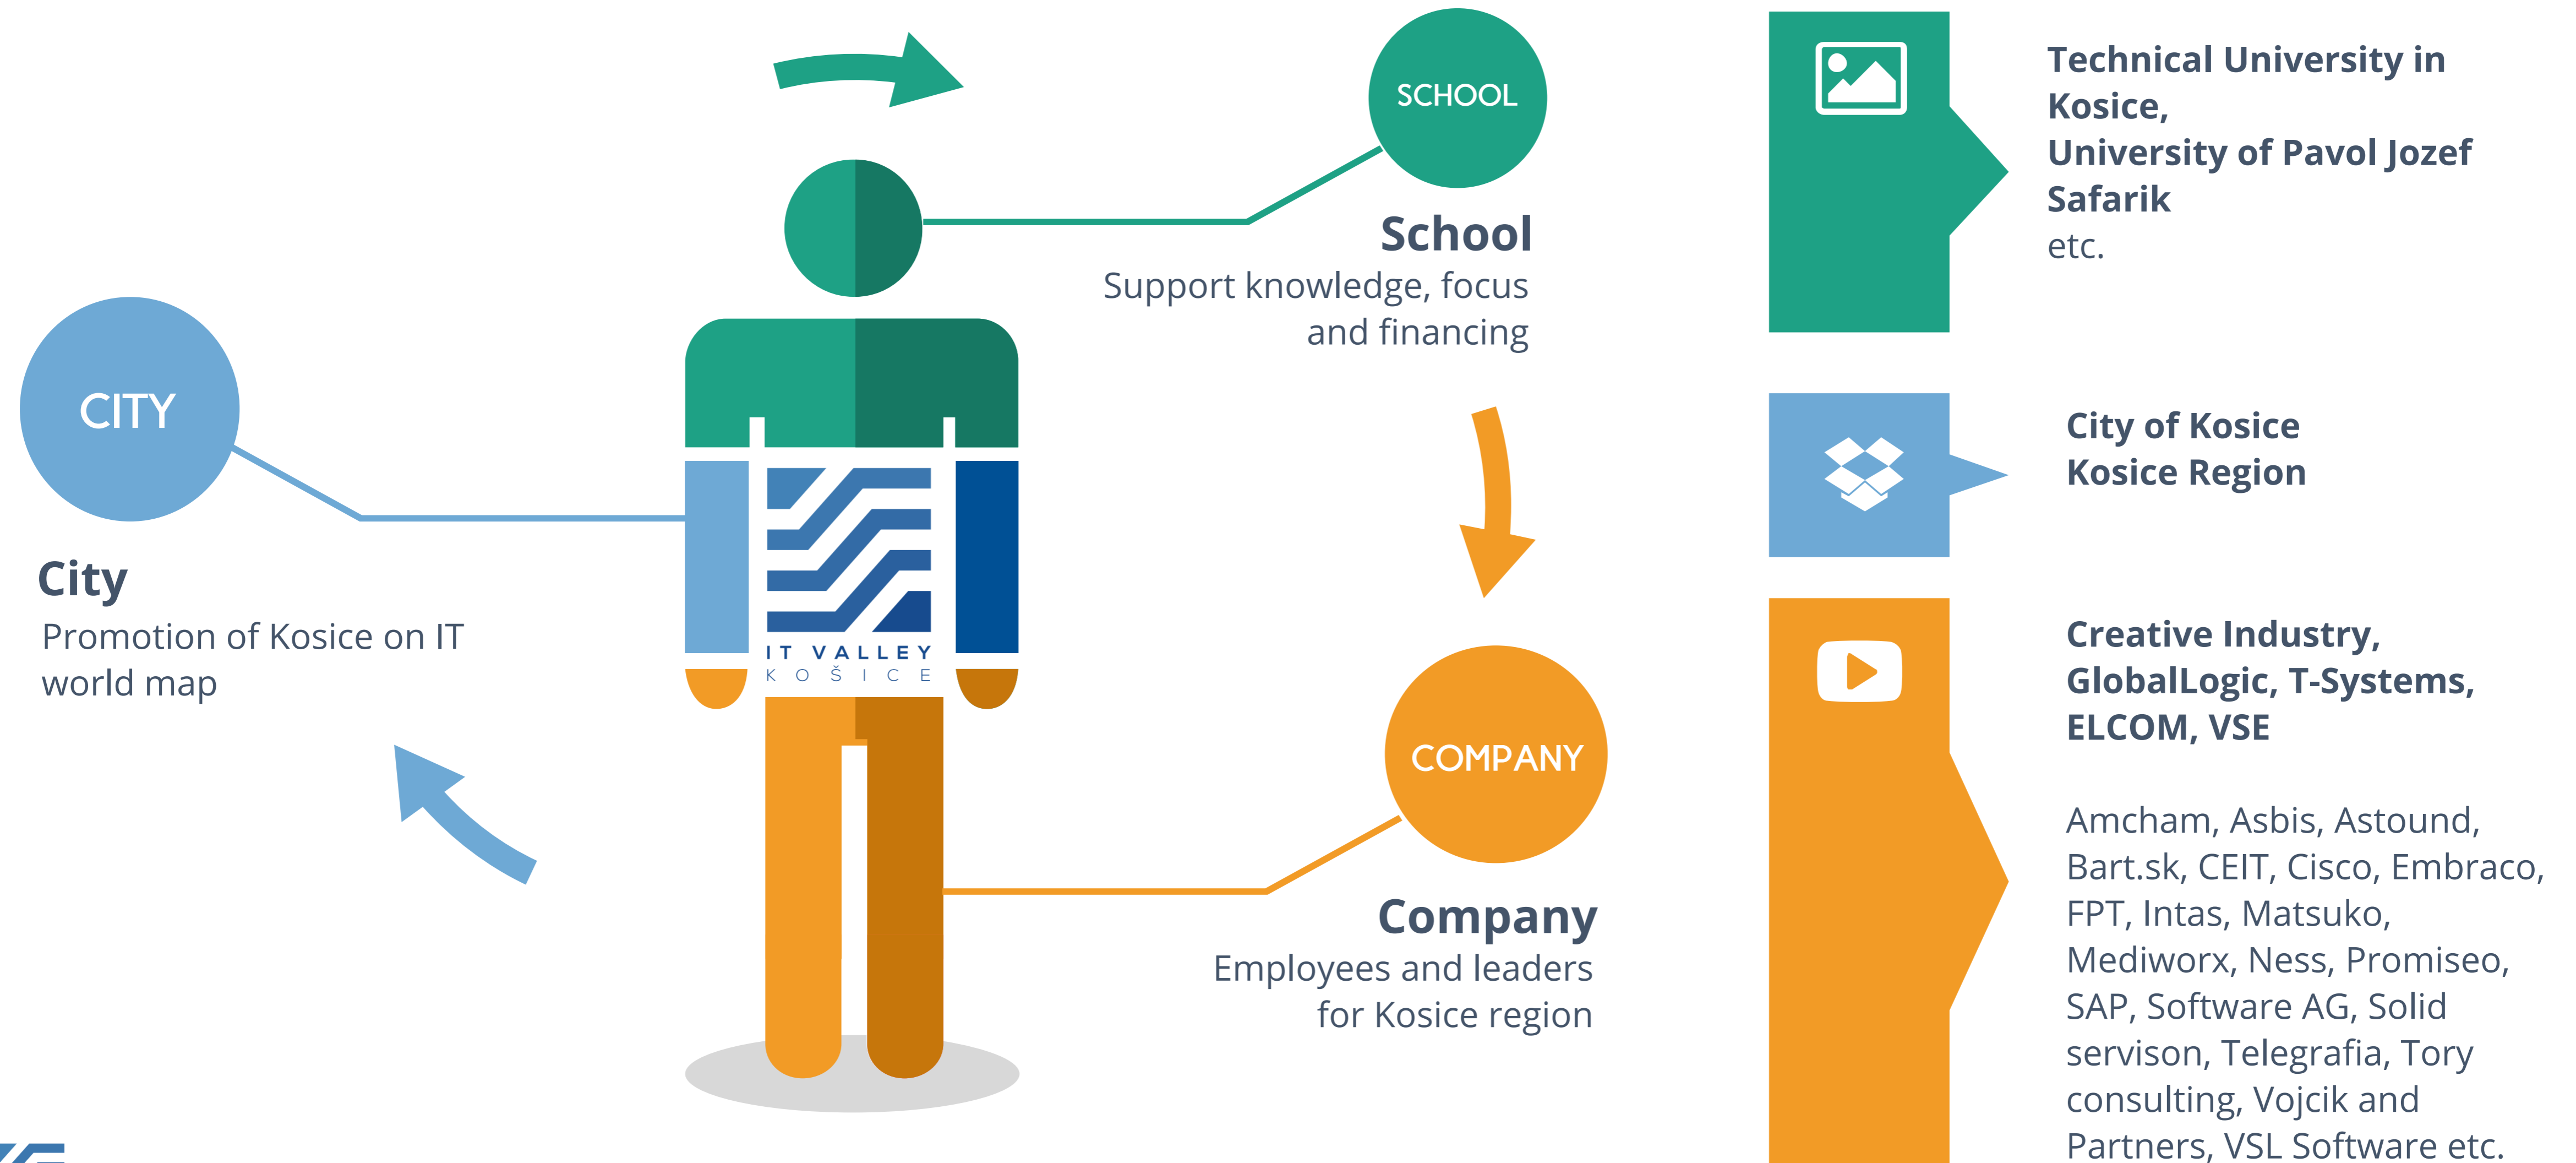 SCHOOL
School
Support knowledge, focus
and financing
CITY
City
Promotion of Kosice on IT
world map
IT VALLEY
KOŠICE
COMPANY
Company
Employees and leaders
for Kosice region
Technical University in
Kosice,
University of Pavol Jozef
Safarik
etc.
City of Kosice
Kosice Region
Creative Industry,
GlobalLogic, T-Systems,
ELCOM, VSE
Amcham, Asbis, Astound,
Bart.sk, CEIT, Cisco, Embraco,
FPT, Intas, Matsuko,
Mediworx, Ness, Promiseo,
SAP, Software AG, Solid
servison, Telegrafia, Tory
consulting, Vojcik and
Partners, VSL Software etc.